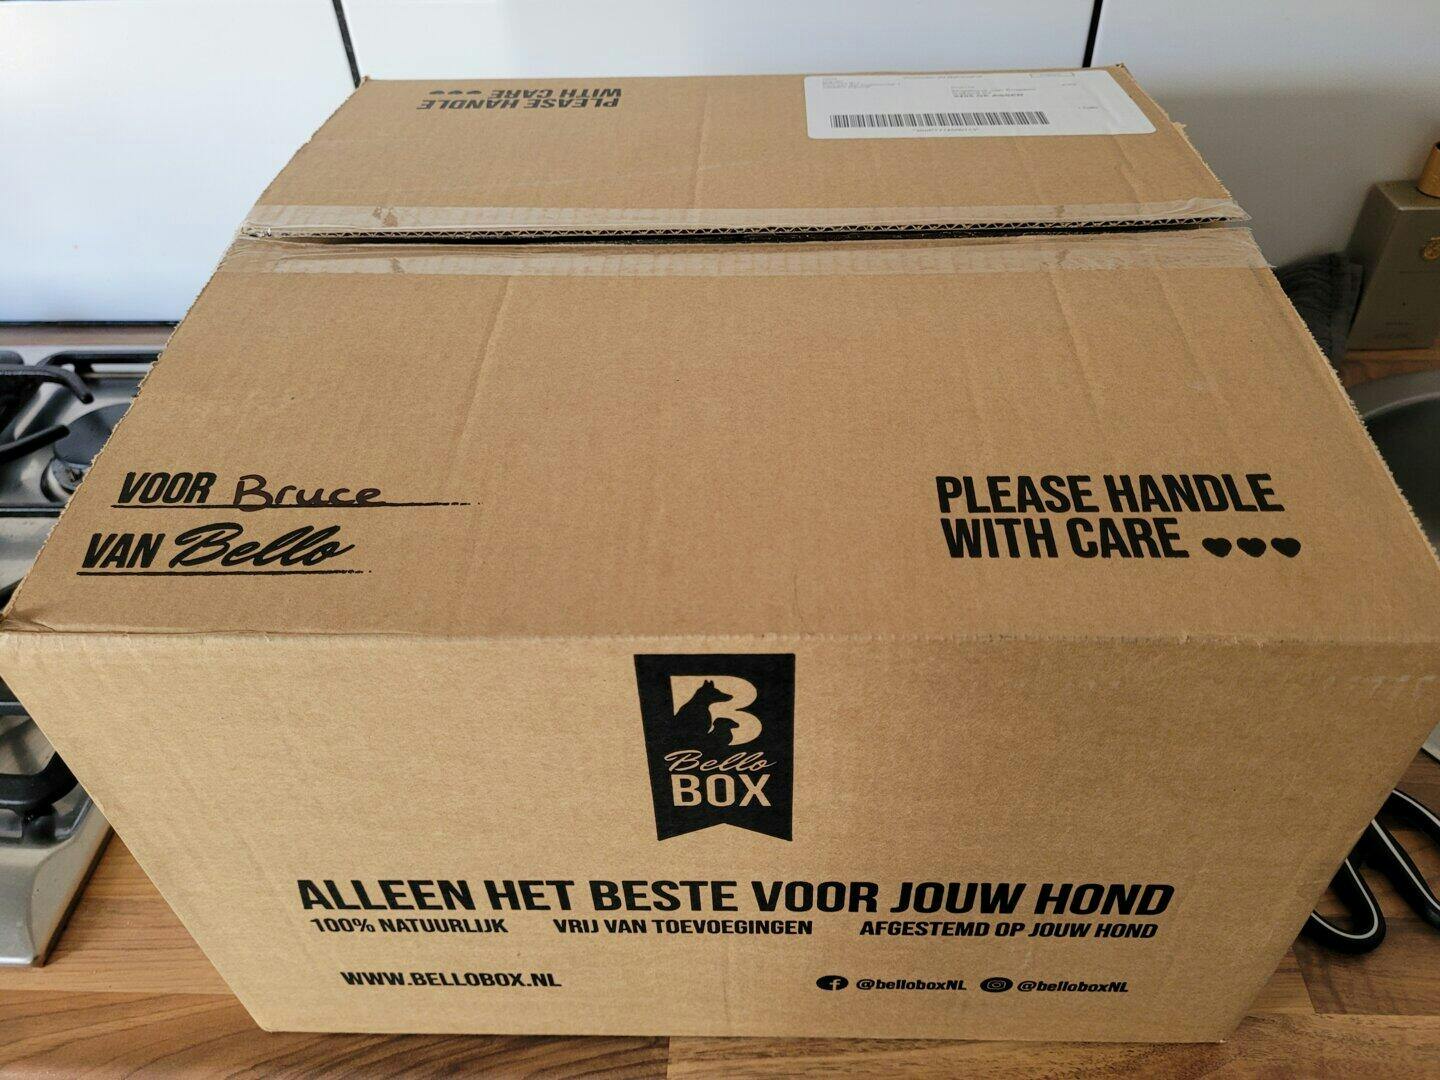 PLEASE HANDLE
WITH CARE
VOOR Bruce
VAN Bello
PLEASE HANDLE
WITH CARE
B
Bello
BOX
ALLEEN HET BESTE VOOR JOUW HOND
100% NATUURLIJK VRIJ VAN TOEVOEGINGEN AFGESTEMD OP JOUW HOND
WWW.BELLOBOX.NL @belloboxNL @belloboxNL